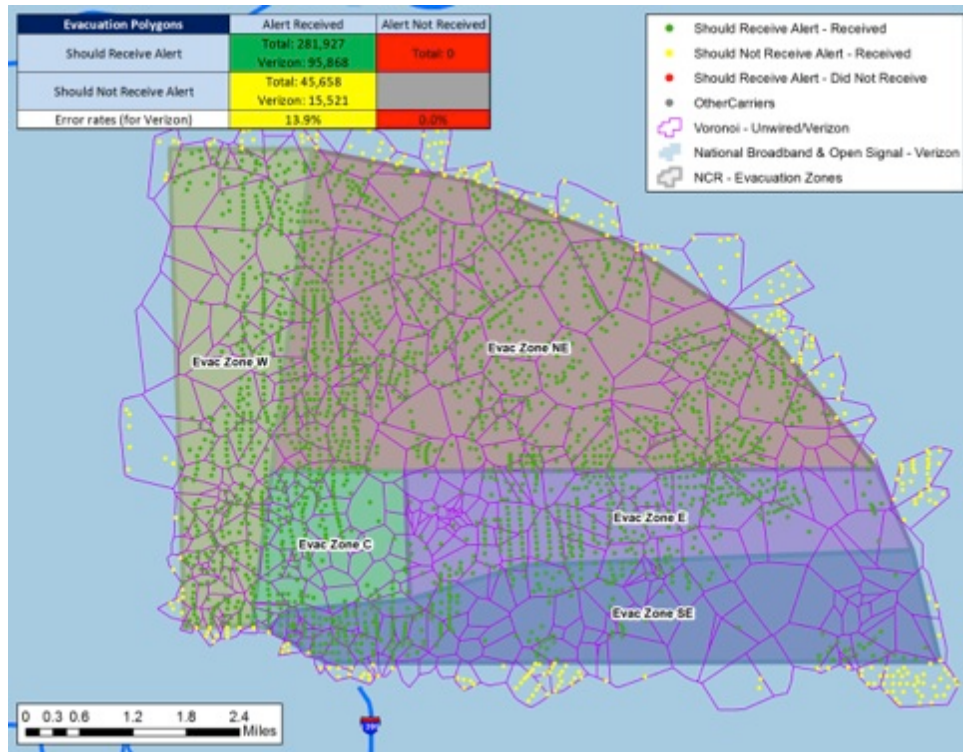 Evacuation Polygons Alert Received Alert Not Received
Should Receive Alert Total: 281,927 Total: 0
Verizon: 95,868
Should Not Receive Alert Total: 45,658
Verizon: 15,521
Error rates (for Verizon) 13.9% 0.0%
Should Receive Alert - Received
Should Not Receive Alert - Received
Should Receive Alert - Did Not Receive
OtherCarriers
Voronoi - Unwired/Verizon
National Broadband & Open Signal - Verizon
NCR - Evacuation Zones
Evac Zone NE
Evac Zone W
Evac Zone E
Evac Zone C
Evac Zone SE
0 0.3 0.6 1.2 1.8 2.4
Miles